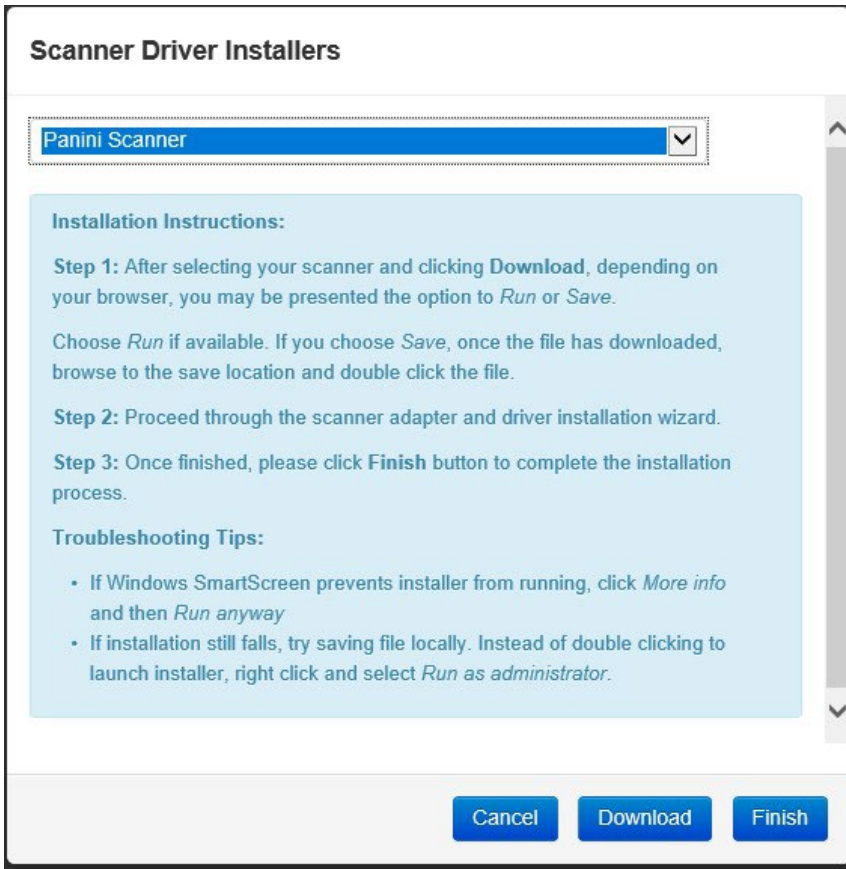 Scanner Driver Installers
Panini Scanner
Installation Instructions:
Step 1: After selecting your scanner and clicking Download, depending on
your browser, you may be presented the option to Run or Save.
Choose Run if available. If you choose Save, once the file has downloaded,
browse to the save location and double click the file.
Step 2: Proceed through the scanner adapter and driver installation wizard.
Step 3: Once finished, please click Finish button to complete the installation
process.
Troubleshooting Tips:
• If Windows SmartScreen prevents installer from running, click More info
and then Run anyway
• If installation still falls, try saving file locally. Instead of double clicking to
launch installer, right click and select Run as administrator.
Cancel Download Finish